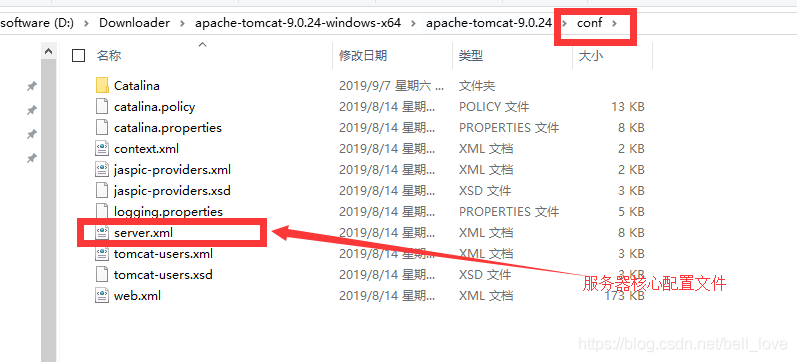 software (D:) > Downloader > apache-tomcat-9.0.24-windows-x64 > apache-tomcat-9.0.24 > conf >
名称 修改日期 类型 大小
Catalina 2019/9/7 星期六 ... 文件夹
catalina.policy 2019/8/14 星期... POLICY 文件 13 KB
catalina.properties 2019/8/14 星期... PROPERTIES 文件 8 KB
context.xml 2019/8/14 星期... XML 文档 2 KB
jaspic-providers.xml 2019/8/14 星期... XML 文档 2 KB
jaspic-providers.xsd 2019/8/14 星期... XSD 文件 3 KB
logging.properties 2019/8/14 星期... PROPERTIES 文件 5 KB
server.xml 2019/8/14 星期... XML 文档 8 KB
tomcat-users.xml 2019/8/14 星期... XML 文档 3 KB
tomcat-users.xsd 2019/8/14 星期... XSD 文件 3 KB
服务器核心配置文件
web.xml 2019/8/14 星期... XML 文档 173 KB
https://blog.csdn.net/bell_love